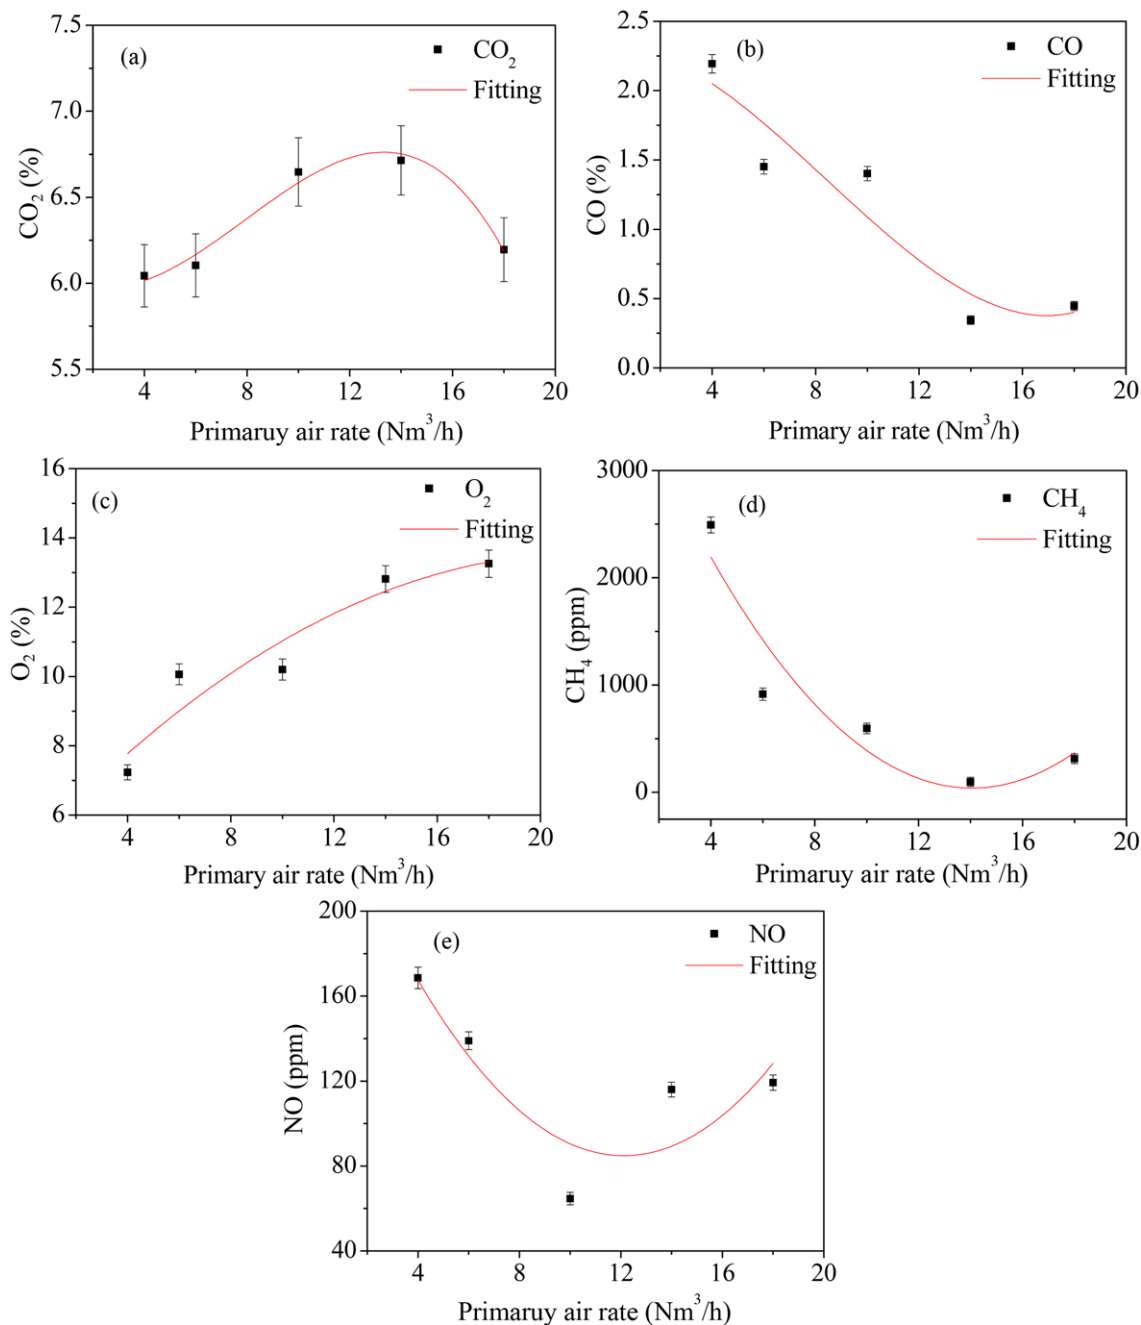 (a)
CO₂
Fitting
7.5
7.0
6.5
6.0
5.5
CO₂ (%)
4 8 12 16 20
Primaruy air rate (Nm³/h)
(b)
CO
Fitting
2.5
2.0
1.5
1.0
0.5
0.0
CO (%)
4 8 12 16 20
Primary air rate (Nm³/h)
(c)
O₂
Fitting
16
14
12
10
8
6
O₂ (%)
4 8 12 16 20
Primary air rate (Nm³/h)
(d)
CH₄
Fitting
3000
2000
1000
0
CH₄ (ppm)
4 8 12 16 20
Primaruy air rate (Nm³/h)
(e)
NO
Fitting
200
160
120
80
40
NO (ppm)
4 8 12 16 20
Primaruy air rate (Nm³/h)